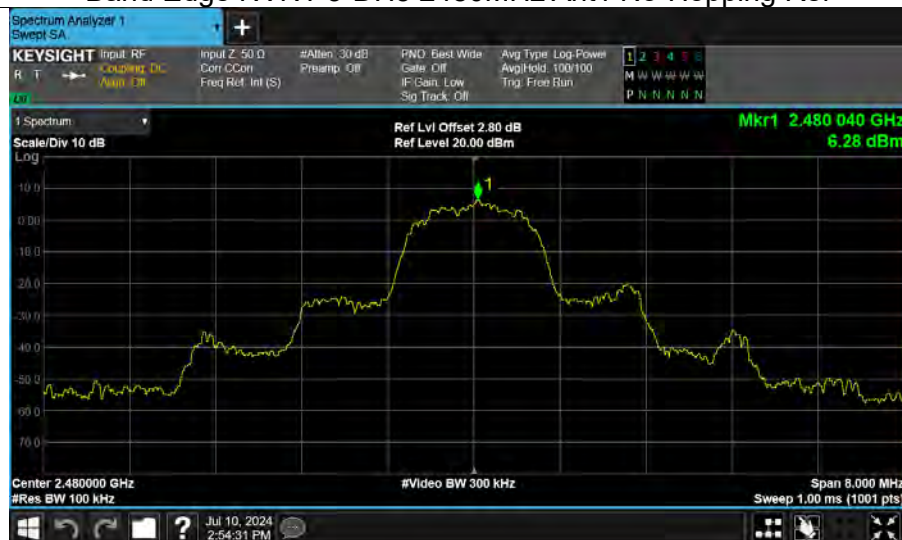 Spectrum Analyzer 1
Swept SA
+
KEYSIGHT Input: RF
Coupling: DC
Align: Off
R T
Input Z: 50 Ω
Corr CCorr
Freq Ref: Int (S)
#Atten: 30 dB
Preamp: Off
PNO: Best Wide
Gate: Off
IF Gain: Low
Sig Track: Off
Avg Type: Log-Power
Avg|Hold: 100/100
Trig: Free Run
1 2 3 4 5 6
M W W W W W
P N N N N N
1 Spectrum
Scale/Div 10 dB
Ref Lvl Offset 2.80 dB
Ref Level 20.00 dBm
Mkr1 2.480 040 GHz
6.28 dBm
Log
10.0
0.00
-10.0
-20.0
-30.0
-40.0
-50.0
-60.0
-70.0
1
Center 2.480000 GHz
#Res BW 100 kHz
#Video BW 300 kHz
Span 8.000 MHz
Sweep 1.00 ms (1001 pts)
?
Jul 10, 2024
2:54:31 PM